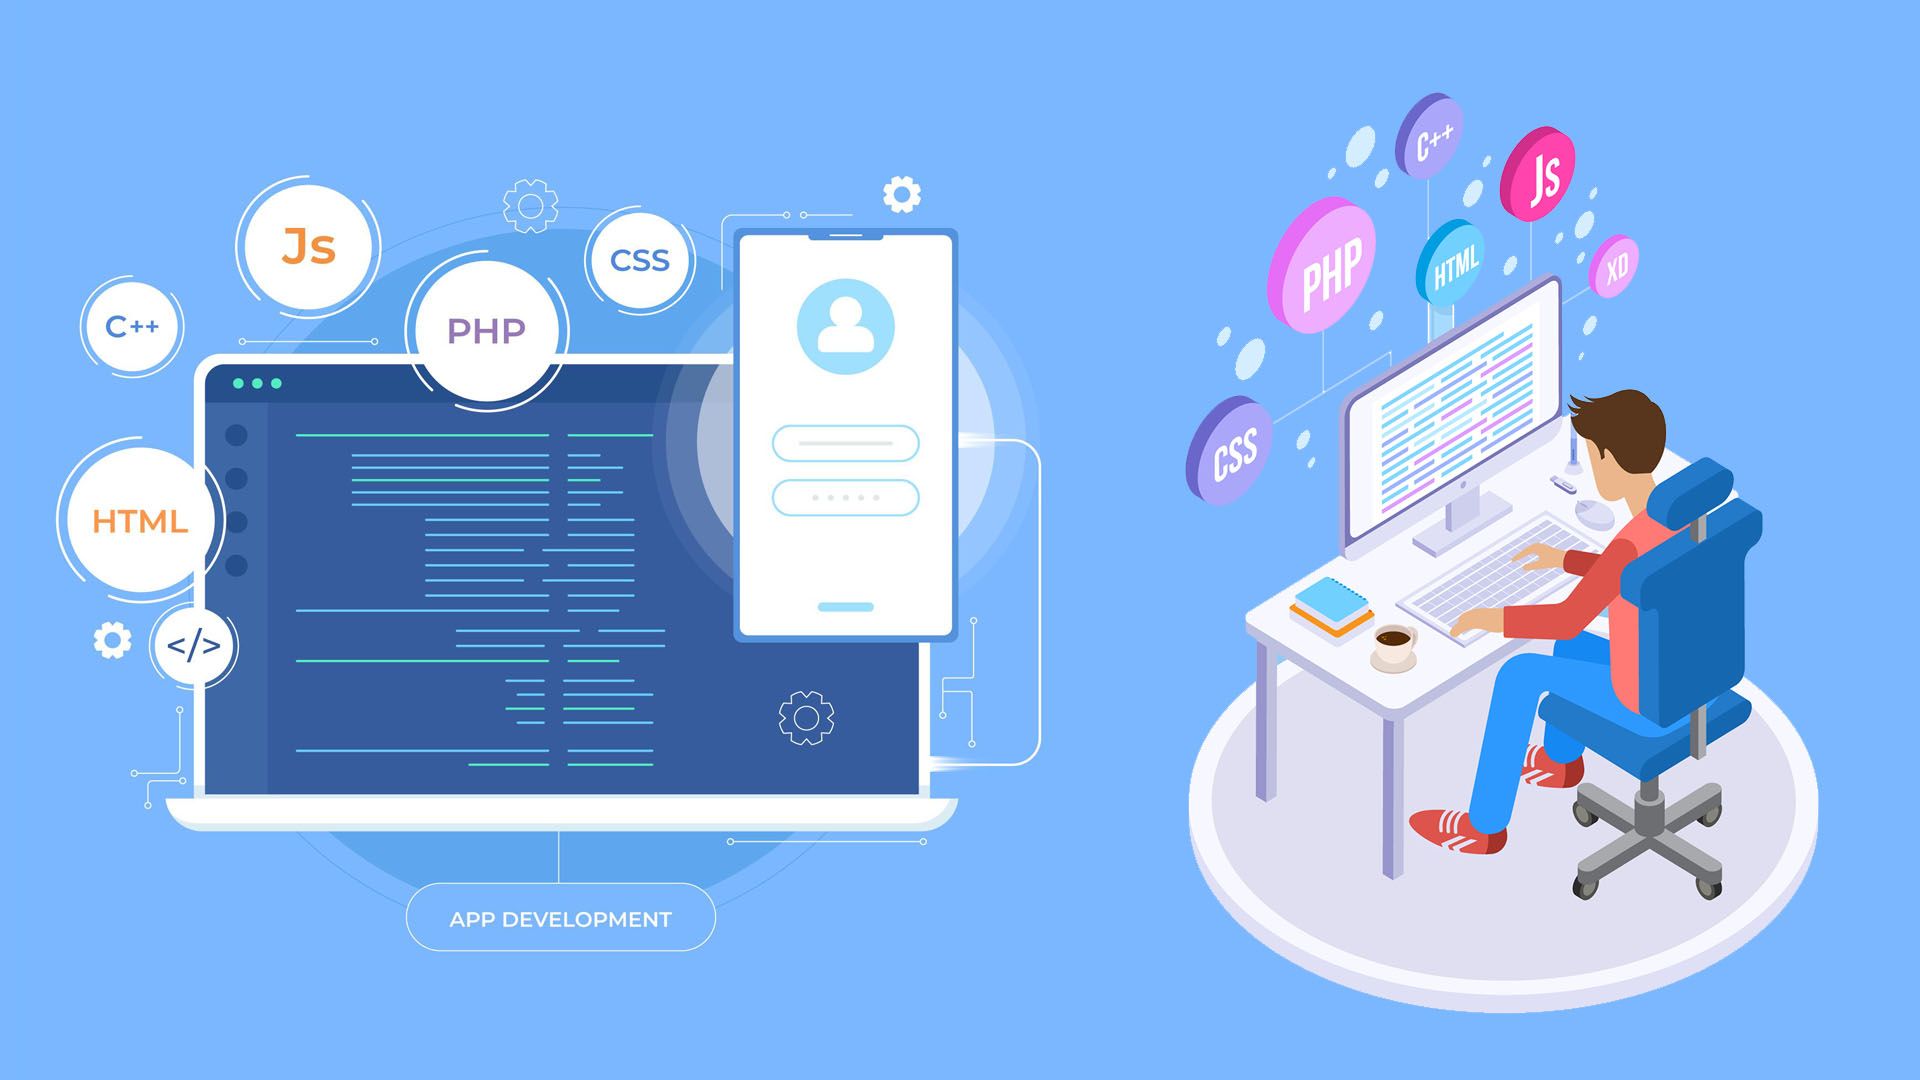 Js
CSS
C++
PHP
HTML
</>
APP DEVELOPMENT
C++
Js
PHP
HTML
XD
CSS